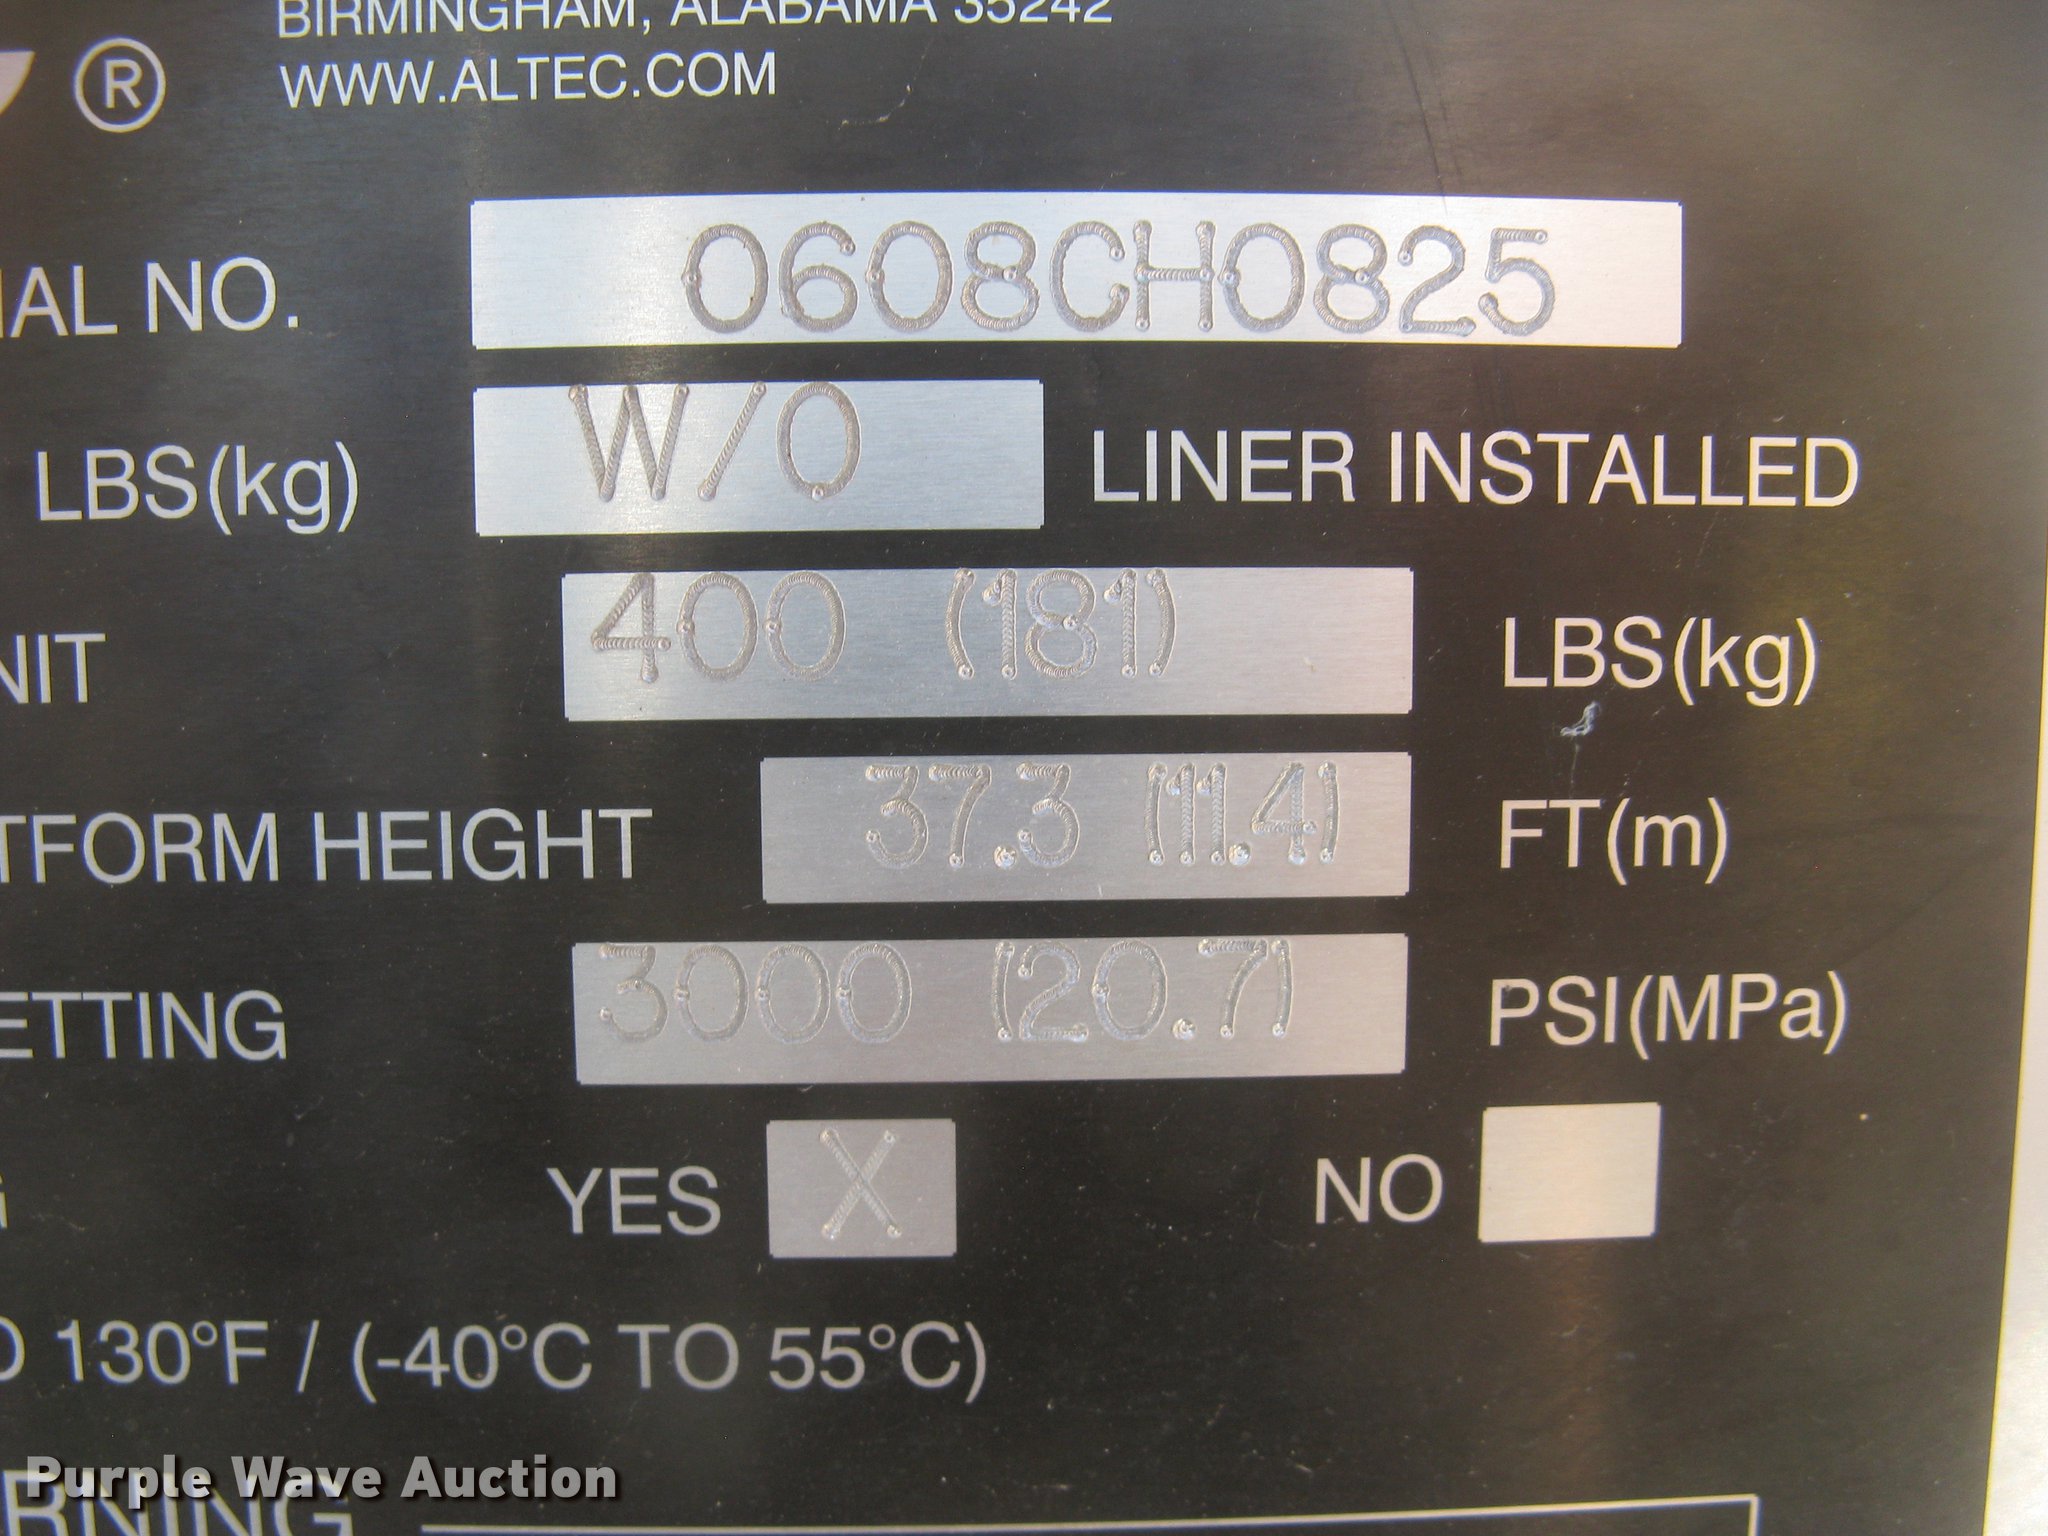 BIRMINGHAM, ALABAMA 35242
® WWW.ALTEC.COM
IAL NO. 0608CH0825
LBS(kg) W/O LINER INSTALLED
NIT 400 (181) LBS(kg)
TFORM HEIGHT 37.3 (11.4) FT(m)
ETTING 3000 (20.7) PSI(MPa)
G YES X NO
O 130°F / (-40°C TO 55°C)
Purple Wave Auction
RNING